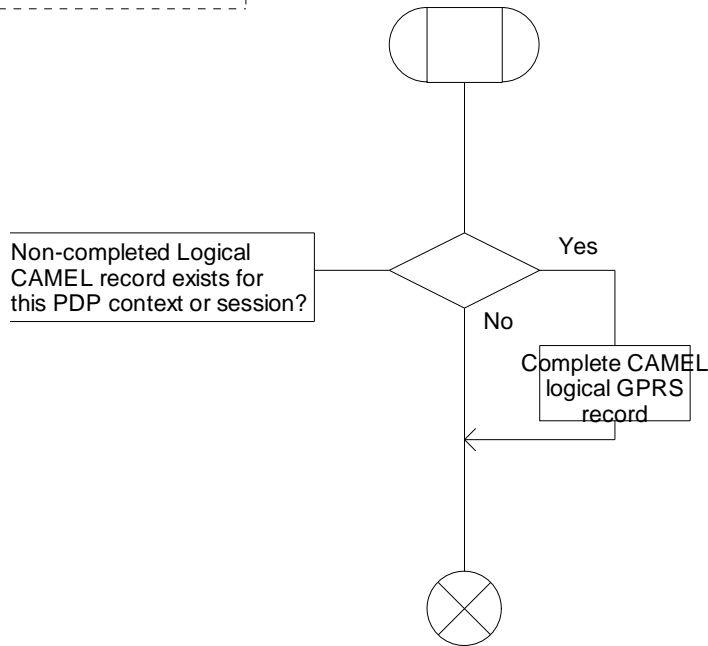 Non-completed Logical
CAMEL record exists for
this PDP context or session?
Yes
No
Complete CAMEL
logical GPRS
record